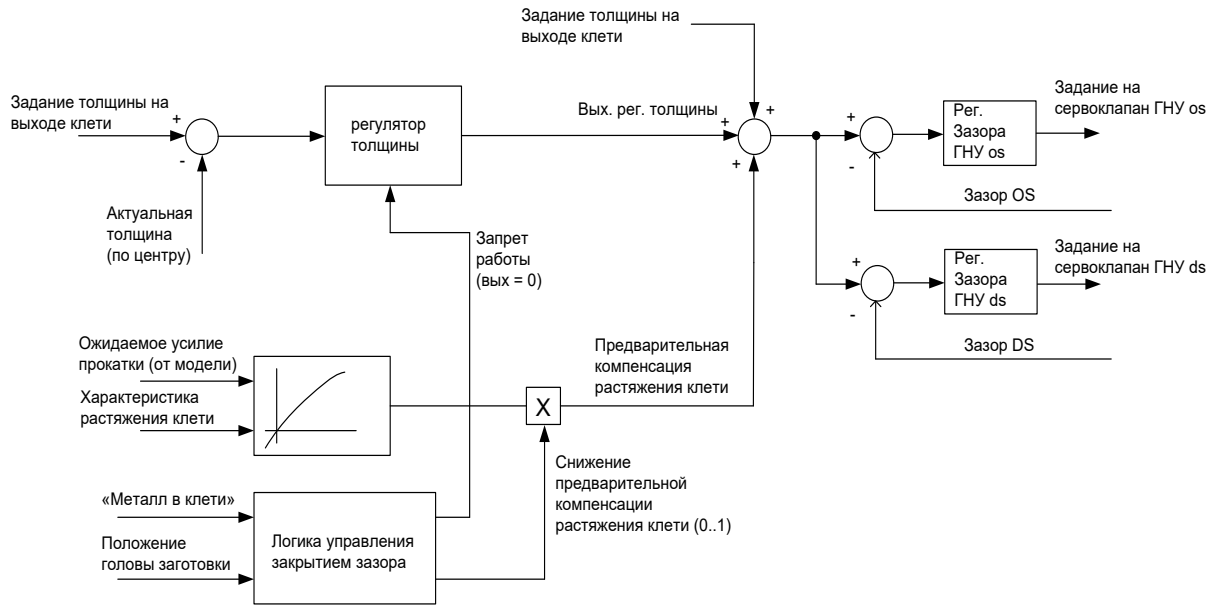 Задание толщины на
выходе клети
Задание толщины на
выходе клети
+
-
регулятор
толщины
Вых. рег. толщины
+
+
+
+
-
Рег.
Зазора
ГНУ os
Задание на
сервоклапан ГНУ os
Зазор OS
Актуальная
толщина
(по центру)
Запрет
работы
(вых = 0)
+
-
Рег.
Зазора
ГНУ ds
Задание на
сервоклапан ГНУ ds
Зазор DS
Ожидаемое усилие
прокатки (от модели)
Характеристика
растяжения клети
X
Предварительная
компенсация
растяжения клети
Снижение
предварительной
компенсации
растяжения клети (0..1)
«Металл в клети»
Положение
головы заготовки
Логика управления
закрытием зазора